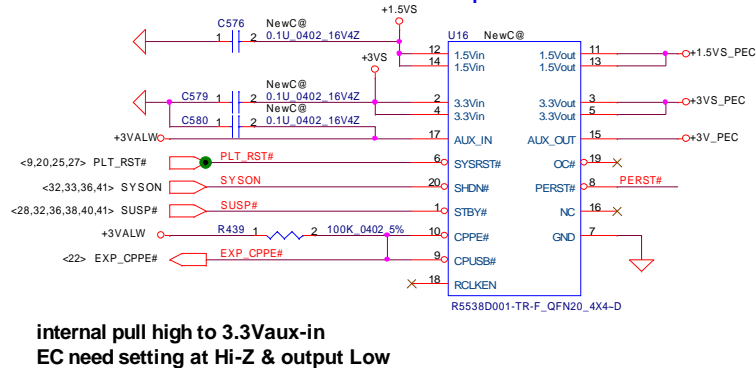 +1.5VS
C576 NewC@ U16 NewC@
1 2 0.1U_0402_16V4Z 12 1.5Vin 1.5Vout 11 +1.5VS_PEC
+3VS 14 1.5Vin 1.5Vout 13
NewC@
C579 1 2 0.1U_0402_16V4Z 2 3.3Vin 3.3Vout 3 +3VS_PEC
NewC@ 4 3.3Vin 3.3Vout 5
C580 1 2 0.1U_0402_16V4Z
+3VALW 17 AUX_IN AUX_OUT 15 +3V_PEC
<9,20,25,27> PLT_RST# PLT_RST# 6 SYSRST# OC# 19
<32,33,36,41> SYSON SYSON 20 SHDN# PERST# 8 PERST#
<28,32,36,38,40,41> SUSP# SUSP# 1 STBY# NC 16
+3VALW R439 1 2 100K_0402_5% 10 CPPE# GND 7
<22> EXP_CPPE# EXP_CPPE# 9 CPUSB#
18 RCLKEN
R5538D001-TR-F_QFN20_4X4~D
internal pull high to 3.3Vaux-in
EC need setting at Hi-Z & output Low